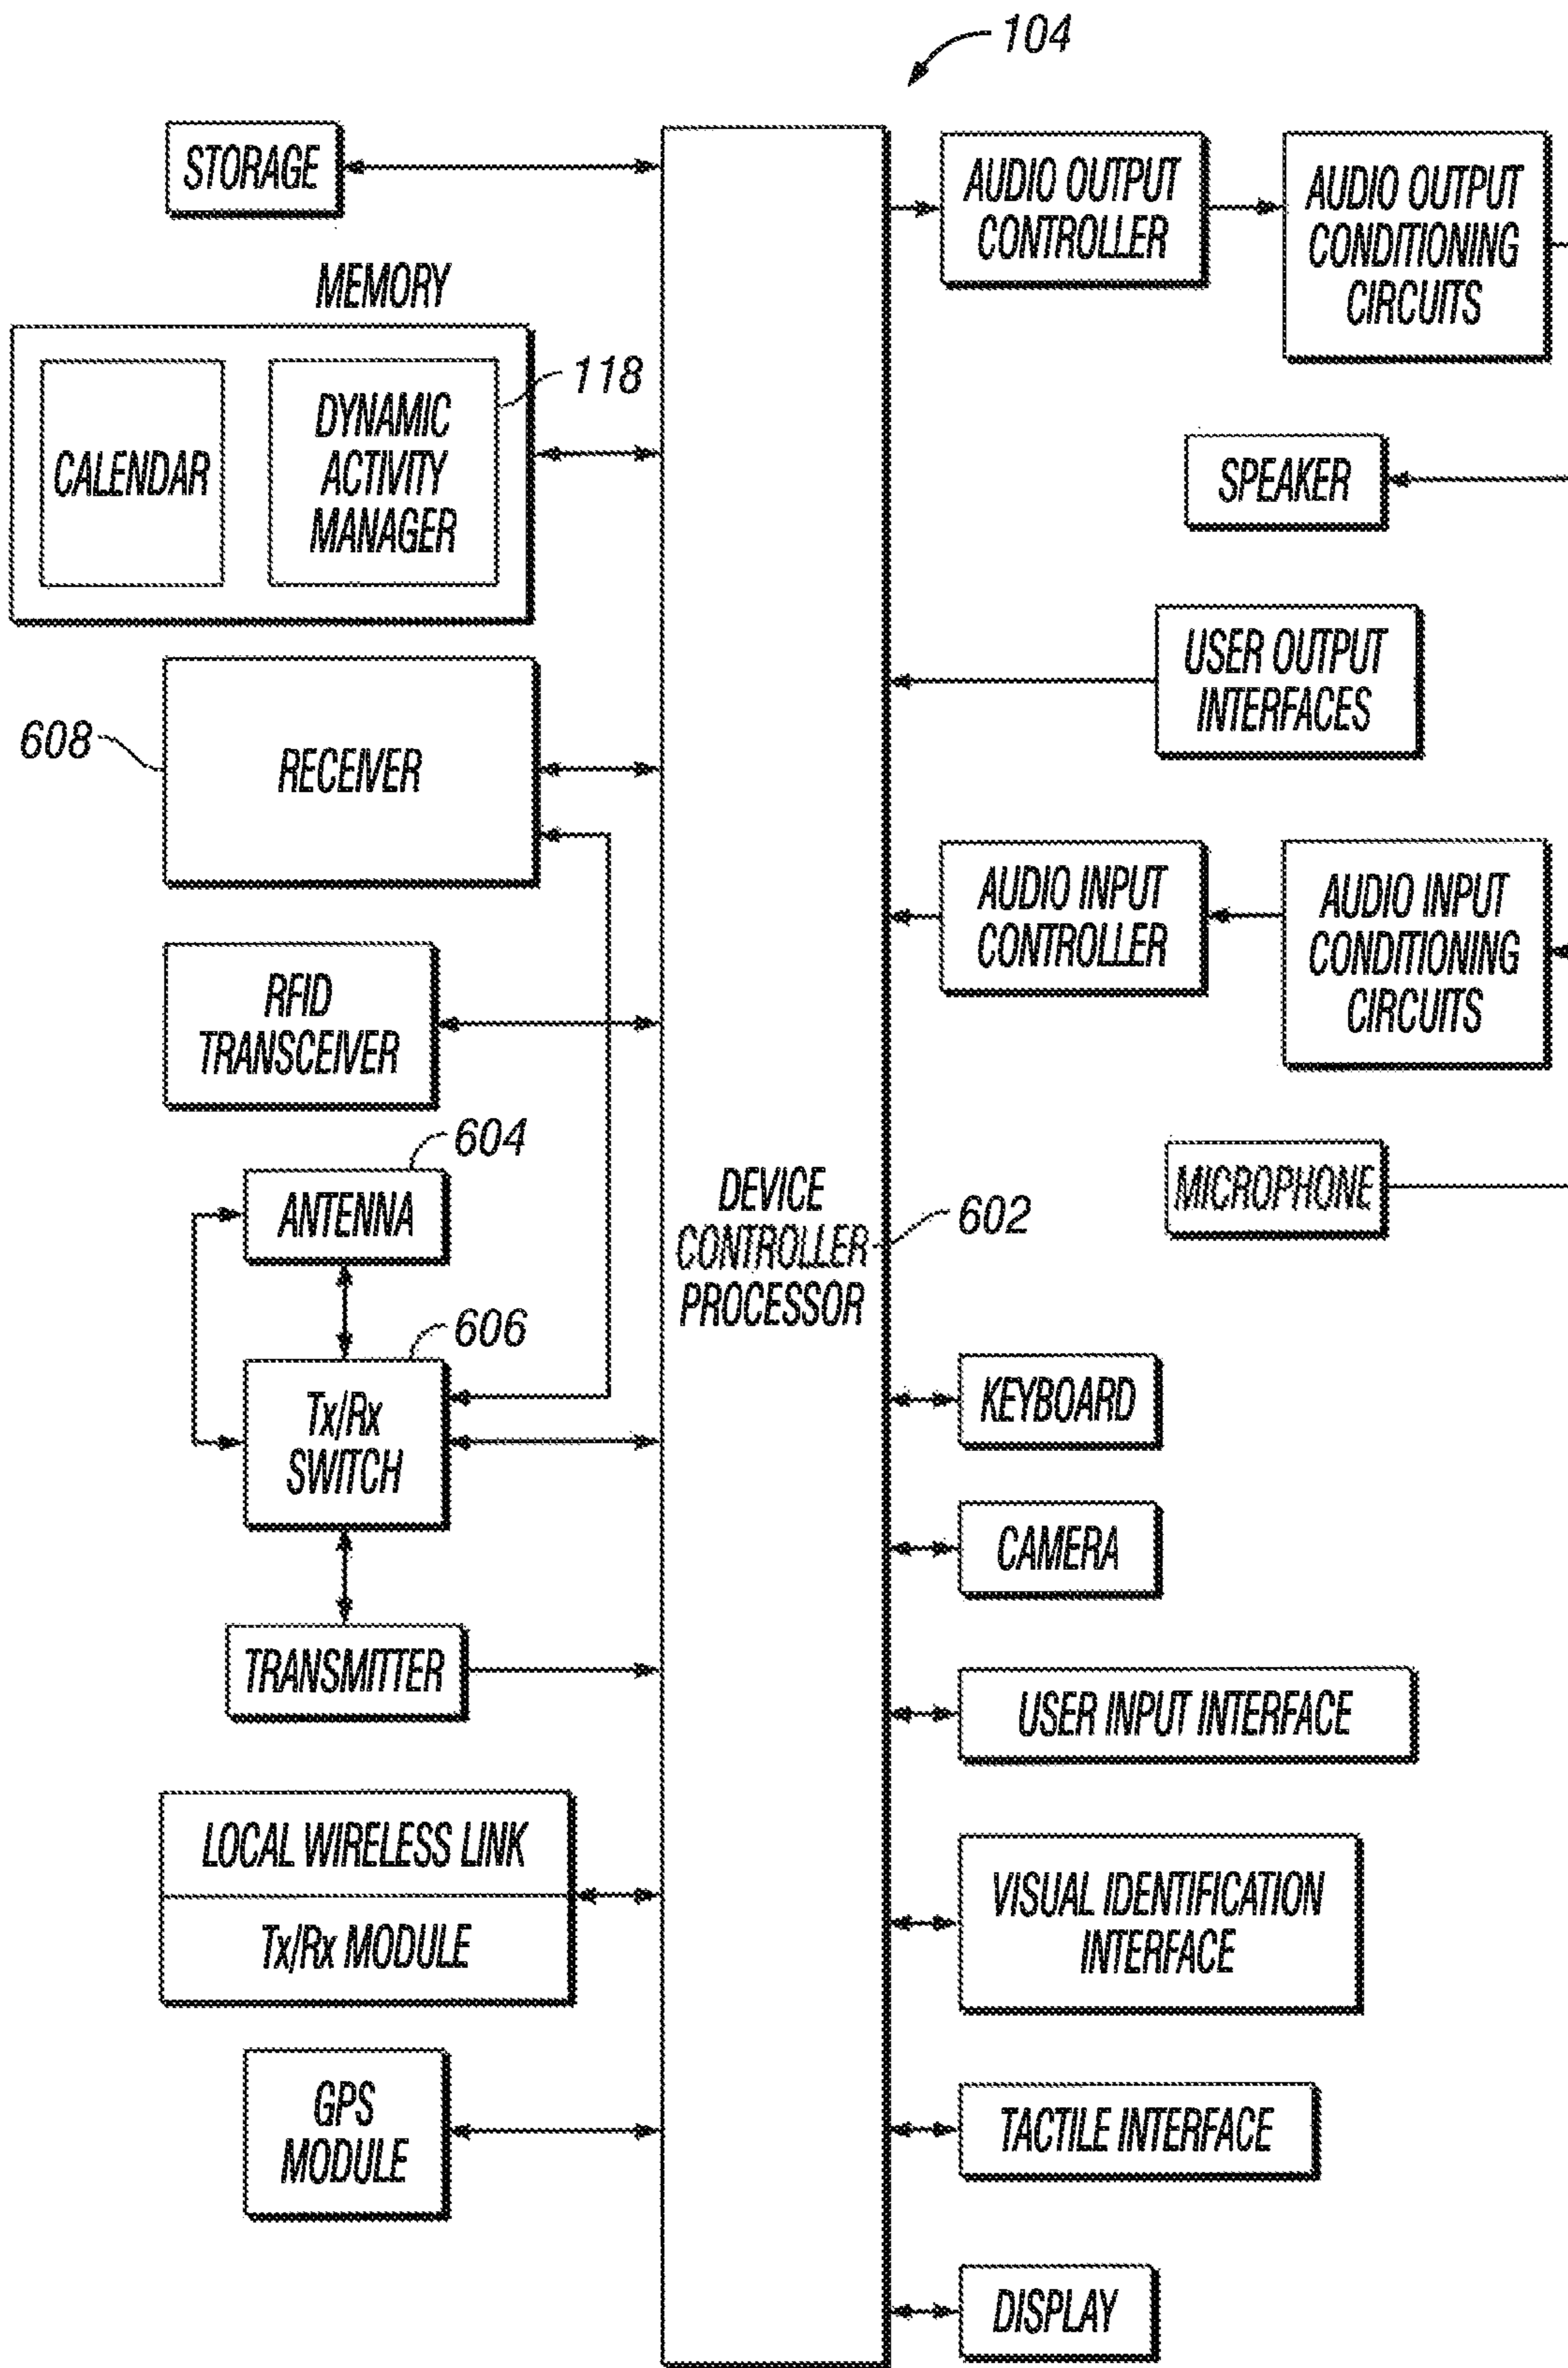 104
STORAGE
MEMORY
CALENDAR
DYNAMIC
ACTIVITY
MANAGER
118
608
RECEIVER
RFID
TRANSCEIVER
604
ANTENNA
606
Tx/Rx
SWITCH
TRANSMITTER
LOCAL WIRELESS LINK
Tx/Rx MODULE
GPS
MODULE
DEVICE
CONTROLLER
PROCESSOR
602
AUDIO OUTPUT
CONTROLLER
AUDIO OUTPUT
CONDITIONING
CIRCUITS
SPEAKER
USER OUTPUT
INTERFACES
AUDIO INPUT
CONTROLLER
AUDIO INPUT
CONDITIONING
CIRCUITS
MICROPHONE
KEYBOARD
CAMERA
USER INPUT INTERFACE
VISUAL IDENTIFICATION
INTERFACE
TACTILE INTERFACE
DISPLAY